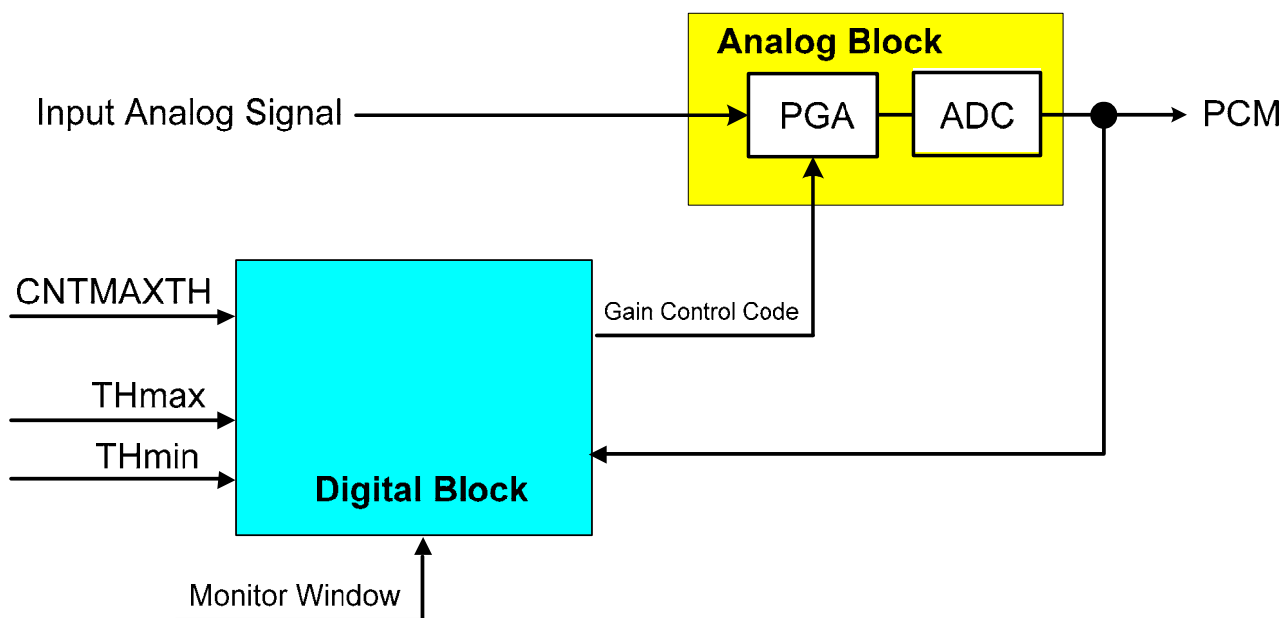 Analog Block
Input Analog Signal
PGA
ADC
PCM
CNTMAXTH
Gain Control Code
THmax
THmin
Digital Block
Monitor Window